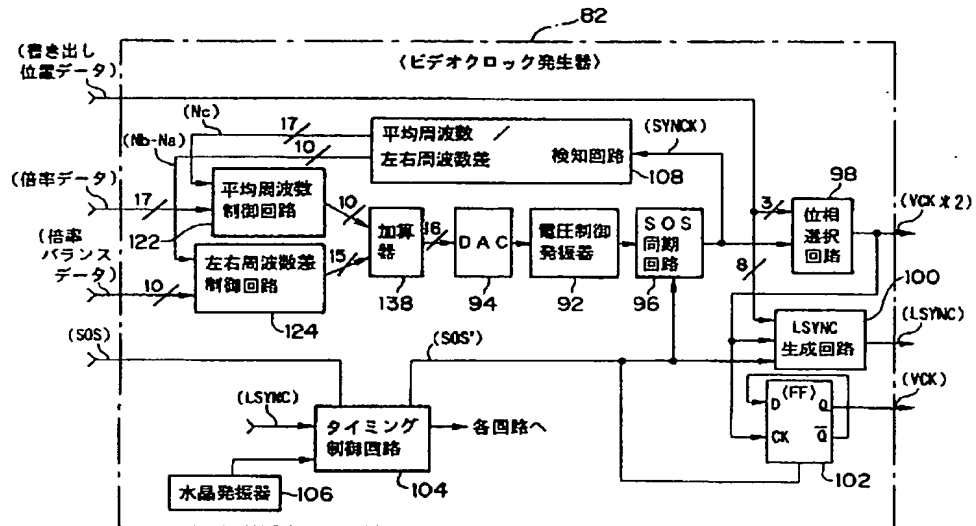 82
〈ビデオクロック発生器〉
(書き出し
位置データ)
(Nc)
17
10
平均周波数
左右周波数差
検知回路
108
(SYNCK)
(Nb-Na)
(倍率データ)
17
平均周波数
制御回路
122
10
(倍率
バランス
データ)
10
左右周波数差
制御回路
124
15
加算
器
138
16
DAC
94
電圧制御
発振器
92
SOS
同期
回路
96
3
98
位相
選択
回路
(VCK×2)
8
100
LSYNC
生成回路
(LSYNC)
(SOS)
(SOS')
(LSYNC)
タイミング
制御回路
104
各回路へ
水晶発振器
106
(FF)
D
Q
CK
Q̅
102
(VCK)